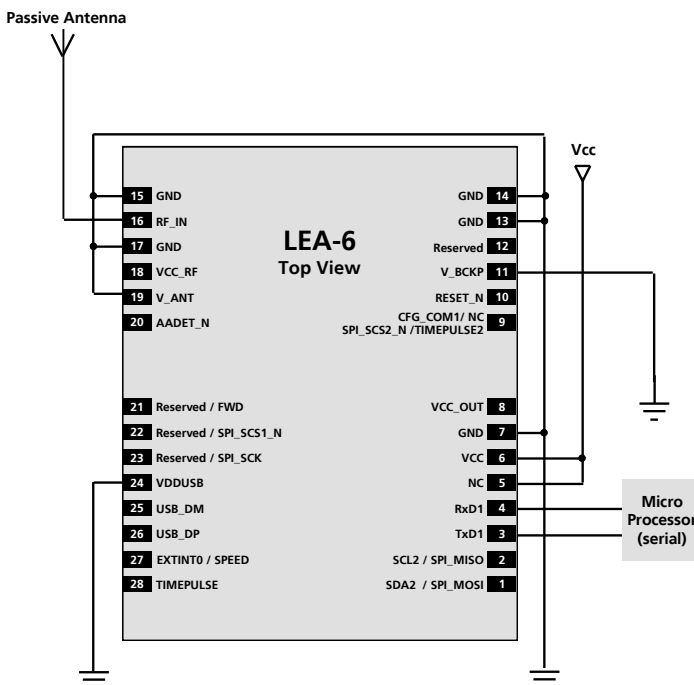 Passive Antenna
Vcc
LEA-6
Top View
15 GND
16 RF_IN
17 GND
18 VCC_RF
19 V_ANT
20 AADET_N
21 Reserved / FWD
22 Reserved / SPI_SCS1_N
23 Reserved / SPI_SCK
24 VDDUSB
25 USB_DM
26 USB_DP
27 EXTINT0 / SPEED
28 TIMEPULSE
GND 14
GND 13
Reserved 12
V_BCKP 11
RESET_N 10
CFG_COM1/ NC
SPI_SCS2_N /TIMEPULSE2 9
VCC_OUT 8
GND 7
VCC 6
NC 5
RxD1 4
TxD1 3
SCL2 / SPI_MISO 2
SDA2 / SPI_MOSI 1
Micro
Processor
(serial)